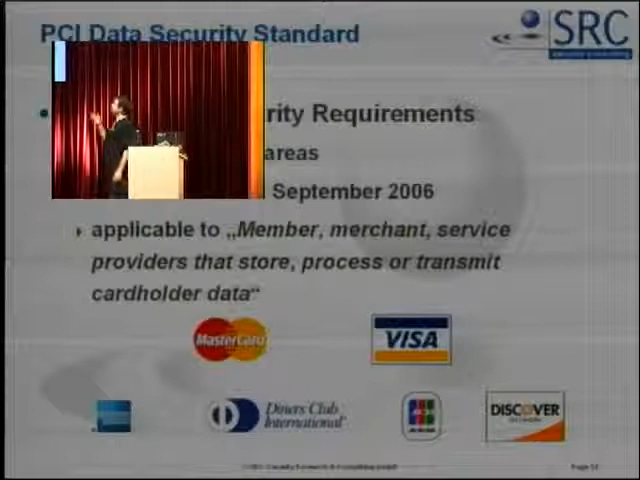 PCI Data Security Standard
SRC
rity Requirements
areas
September 2006
applicable to „Member, merchant, service
providers that store, process or transmit
cardholder data“
MasterCard
VISA
Diners Club
International
JCB
DISCOVER